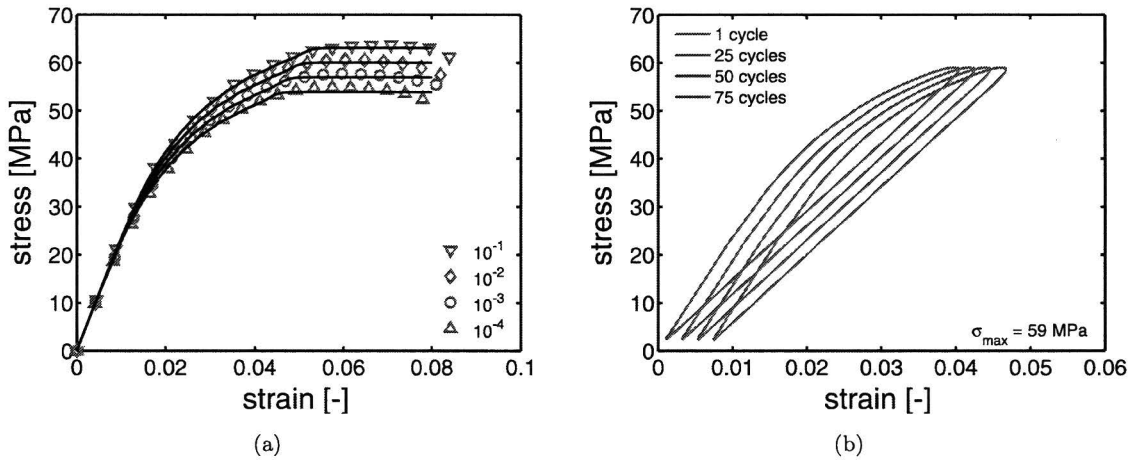 70
60
50
40
30
20
10
0
stress [MPa]
0 0.02 0.04 0.06 0.08 0.1
strain [-]
10⁻¹
10⁻²
10⁻³
10⁻⁴
(a)
70
60
50
40
30
20
10
0
stress [MPa]
1 cycle
25 cycles
50 cycles
75 cycles
σmax = 59 MPa
0 0.01 0.02 0.03 0.04 0.05 0.06
strain [-]
(b)